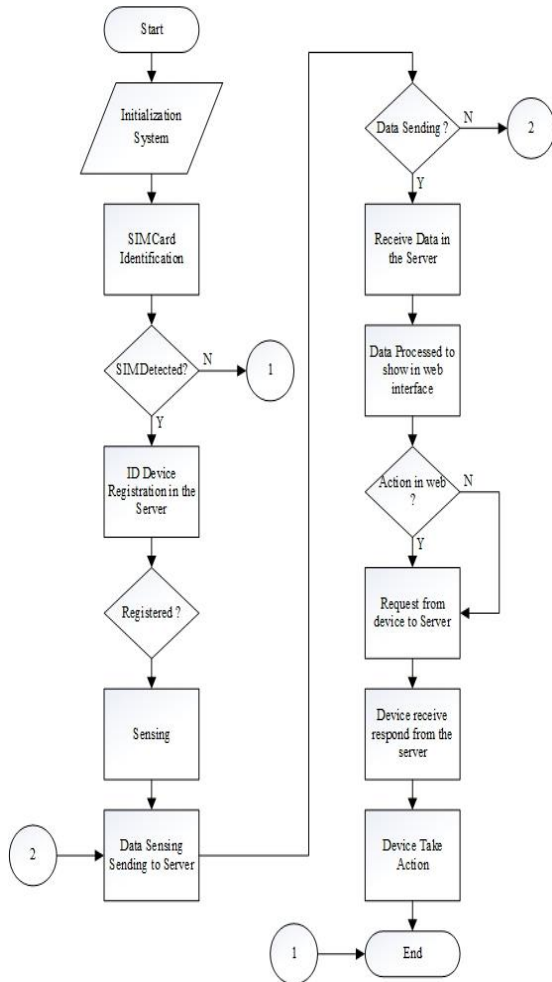 Start
Initialization
System
SIMCard
Identification
SIMDetected?
N
1
Y
ID Device
Registration in the
Server
Registered ?
Sensing
2
Data Sensing
Sending to Server
Data Sending ?
N
2
Y
Receive Data in
the Server
Data Processed to
show in web
interface
Action in web
?
N
Y
Request from
device to Server
Device receive
respond from the
server
Device Take
Action
1
End